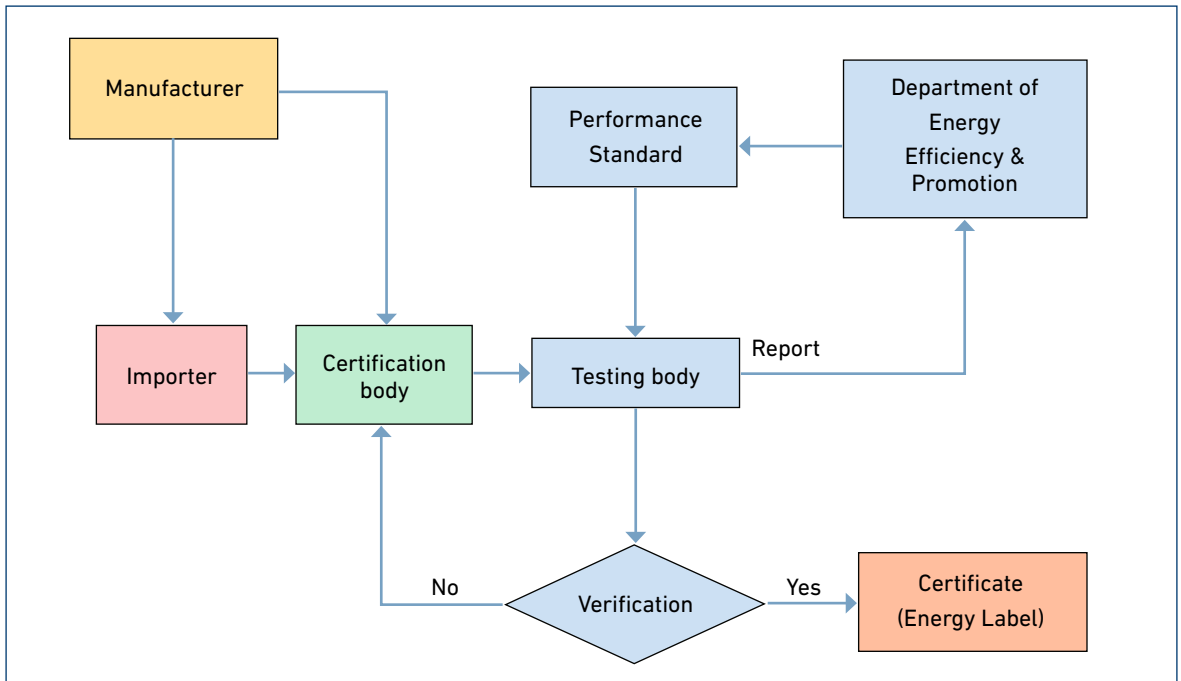 Manufacturer
Performance
Standard
Department of
Energy
Efficiency &
Promotion
Importer
Certification
body
Testing body
Report
No
Verification
Yes
Certificate
(Energy Label)